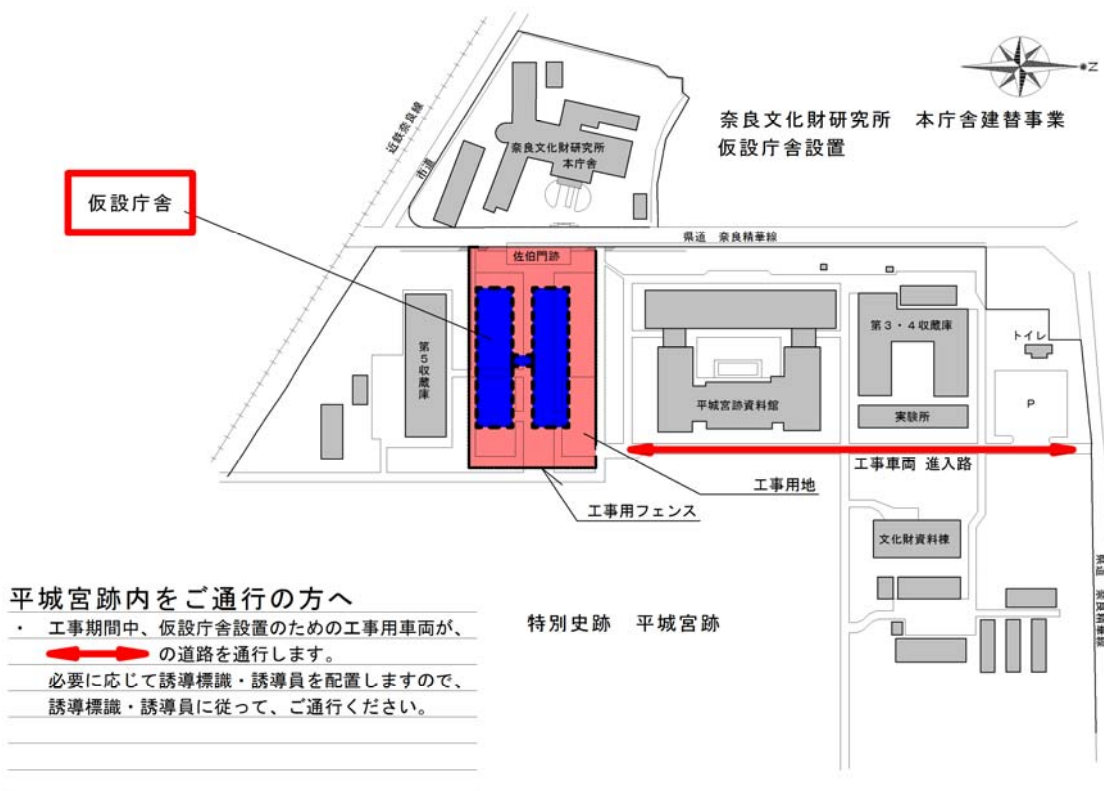 N
奈良文化財研究所 本庁舎建替事業
仮設庁舎設置
近鉄奈良線
市道
奈良文化財研究所
本庁舎
仮設庁舎
県道 奈良精華線
佐伯門跡
第5収蔵庫
平城宮跡資料館
第3・4収蔵庫
実験所
トイレ
P
工事車両 進入路
工事用地
工事用フェンス
文化財資料棟
県道 奈良精華線
特別史跡 平城宮跡
平城宮跡内をご通行の方へ
・ 工事期間中、仮設庁舎設置のための工事用車両が、
の道路を通行します。
必要に応じて誘導標識・誘導員を配置しますので、
誘導標識・誘導員に従って、ご通行ください。